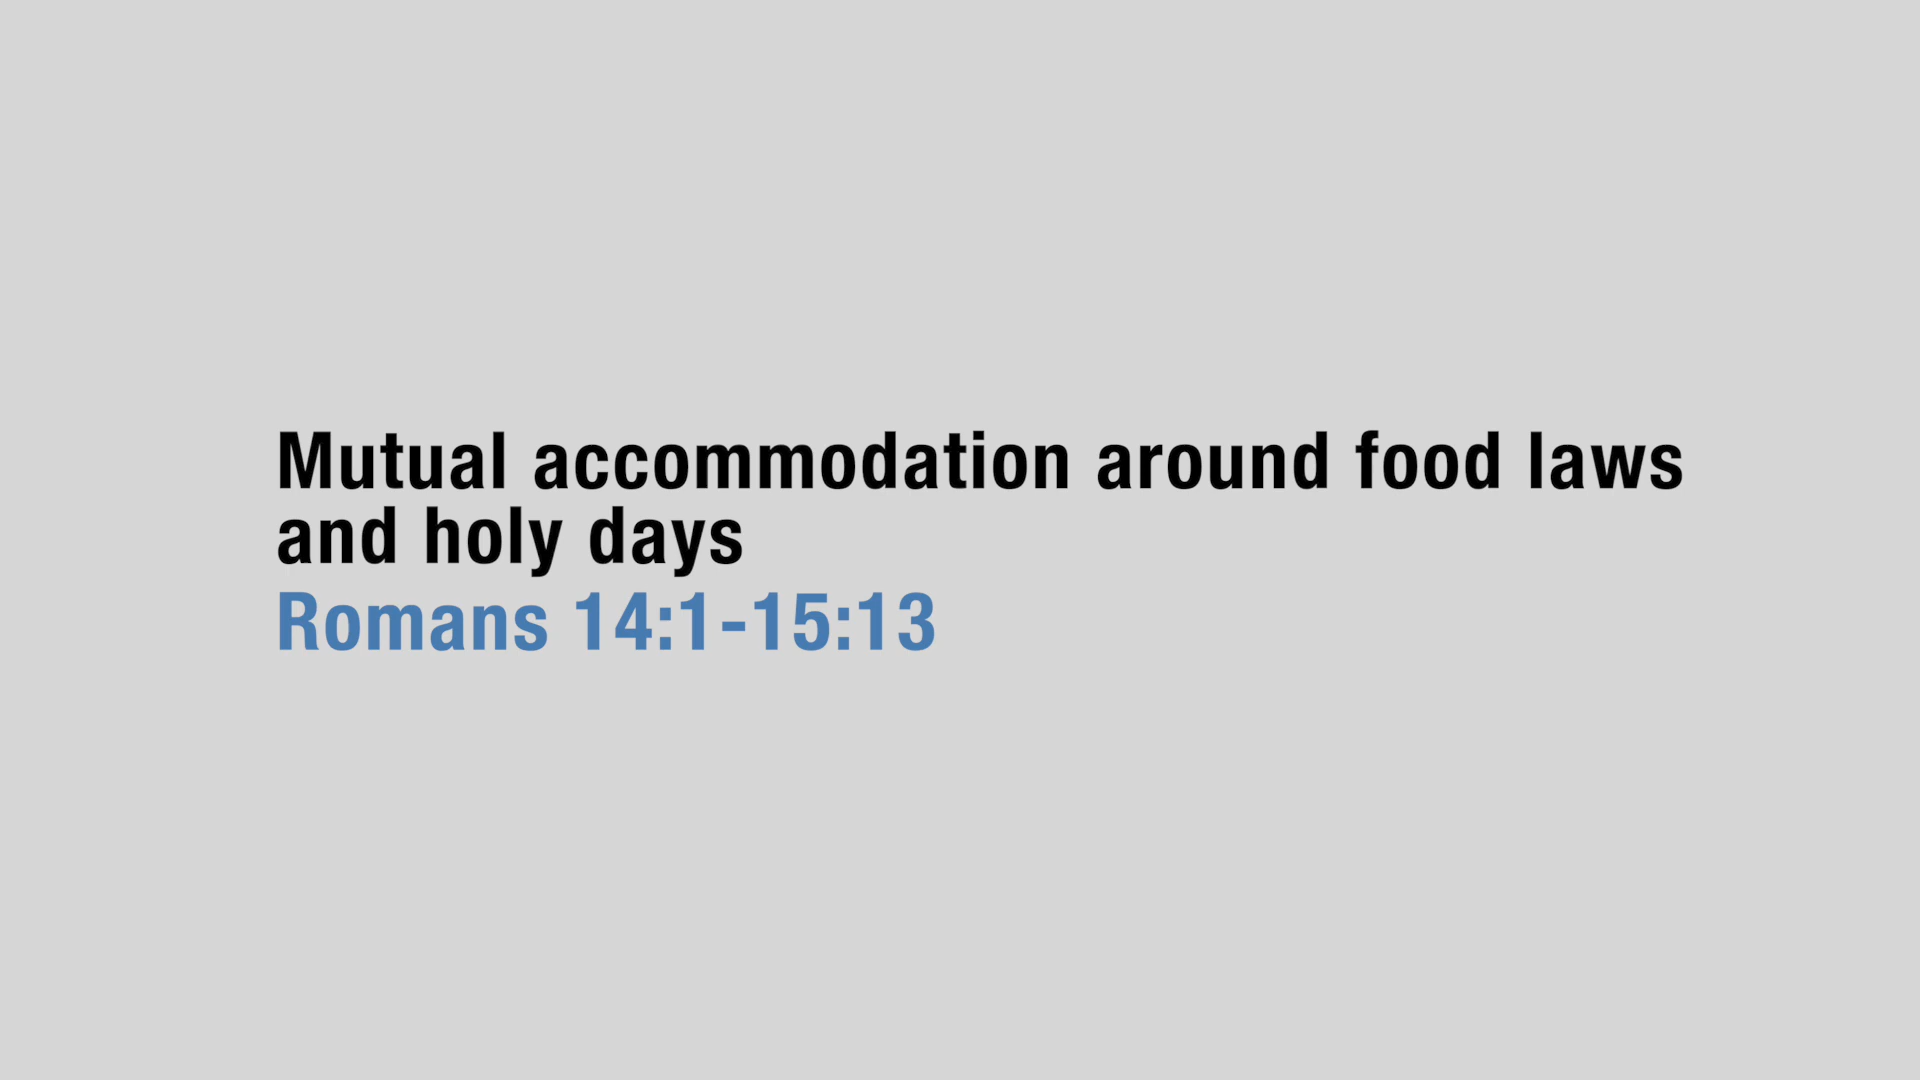 Mutual accommodation around food laws
and holy days
Romans 14:1-15:13